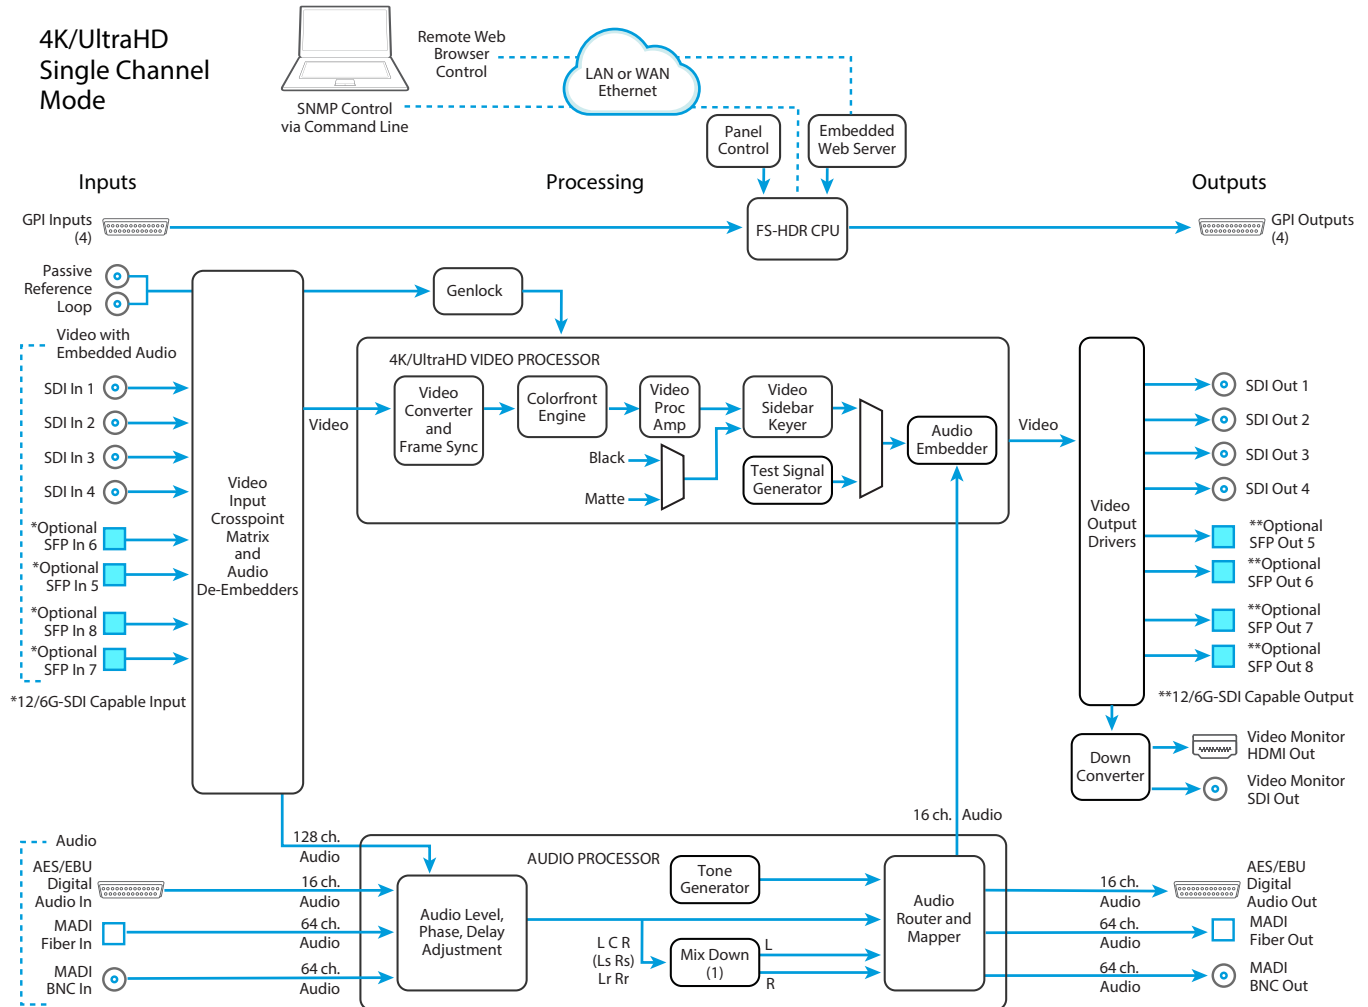 4K/UltraHD
Single Channel
Mode
Remote Web
Browser
Control
LAN or WAN
Ethernet
SNMP Control
via Command Line
Panel
Control
Embedded
Web Server
Inputs
Processing
Outputs
GPI Inputs
(4)
FS-HDR CPU
GPI Outputs
(4)
Passive
Reference
Loop
Genlock
Video with
Embedded Audio
SDI In 1
SDI In 2
SDI In 3
SDI In 4
*Optional
SFP In 6
*Optional
SFP In 5
*Optional
SFP In 8
*Optional
SFP In 7
*12/6G-SDI Capable Input
Video
Input
Crosspoint
Matrix
and
Audio
De-Embedders
Video
4K/UltraHD VIDEO PROCESSOR
Video
Converter
and
Frame Sync
Colorfront
Engine
Video
Proc
Amp
Video
Sidebar
Keyer
Black
Matte
Test Signal
Generator
Audio
Embedder
Video
Video
Output
Drivers
SDI Out 1
SDI Out 2
SDI Out 3
SDI Out 4
**Optional
SFP Out 5
**Optional
SFP Out 6
**Optional
SFP Out 7
**Optional
SFP Out 8
**12/6G-SDI Capable Output
Down
Converter
Video Monitor
HDMI Out
Video Monitor
SDI Out
16 ch. Audio
Audio
AES/EBU
Digital
Audio In
MADI
Fiber In
MADI
BNC In
128 ch.
Audio
16 ch.
Audio
64 ch.
Audio
64 ch.
Audio
AUDIO PROCESSOR
Audio Level,
Phase, Delay
Adjustment
Tone
Generator
L C R
(Ls Rs)
Lr Rr
Mix Down
(1)
L
R
Audio
Router and
Mapper
16 ch.
Audio
64 ch.
Audio
64 ch.
Audio
AES/EBU
Digital
Audio Out
MADI
Fiber Out
MADI
BNC Out